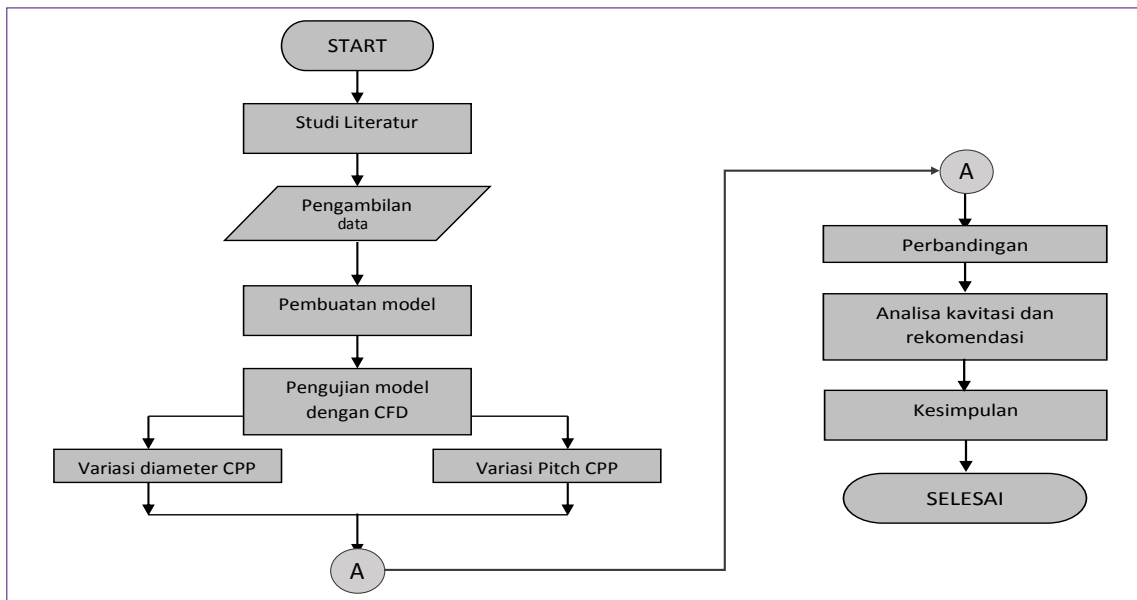 START
Studi Literatur
Pengambilan
data
Pembuatan model
Pengujian model
dengan CFD
Variasi diameter CPP
Variasi Pitch CPP
A
A
Perbandingan
Analisa kavitasi dan
rekomendasi
Kesimpulan
SELESAI